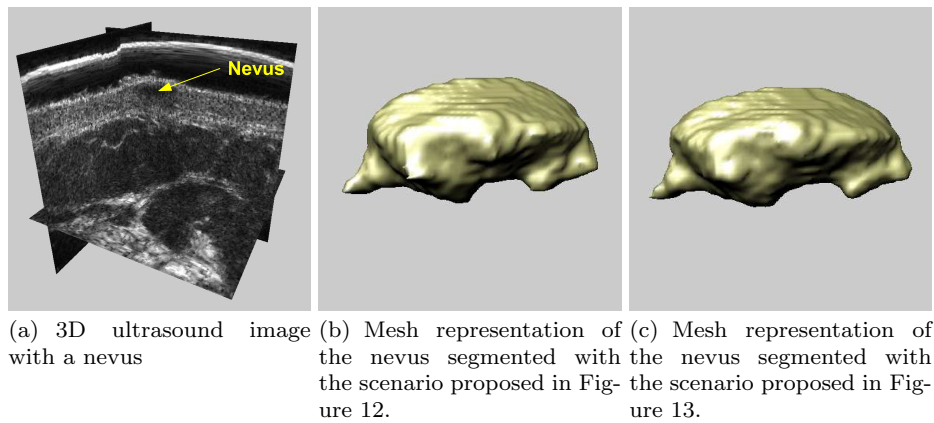 Nevus
(a) 3D ultrasound image
with a nevus
(b) Mesh representation of
the nevus segmented with
the scenario proposed in Fig-
ure 12.
(c) Mesh representation of
the nevus segmented with
the scenario proposed in Fig-
ure 13.